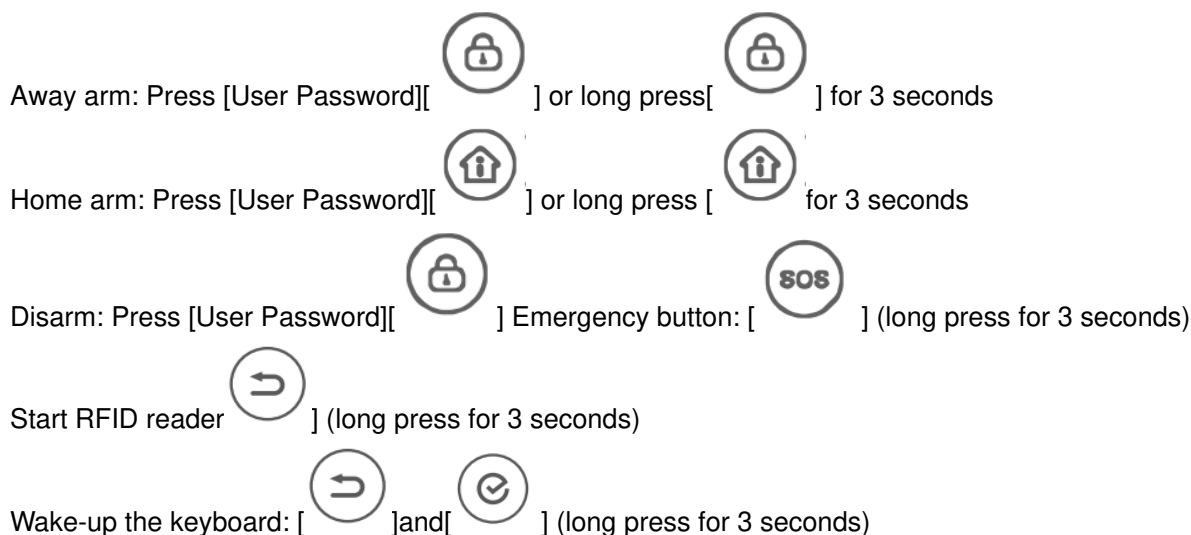 Away arm: Press [User Password][ ] or long press[ ] for 3 seconds
Home arm: Press [User Password][ ] or long press [ for 3 seconds
Disarm: Press [User Password][ ] Emergency button: [ SOS ] (long press for 3 seconds)
Start RFID reader ] (long press for 3 seconds)
Wake-up the keyboard: [ ]and[ ] (long press for 3 seconds)